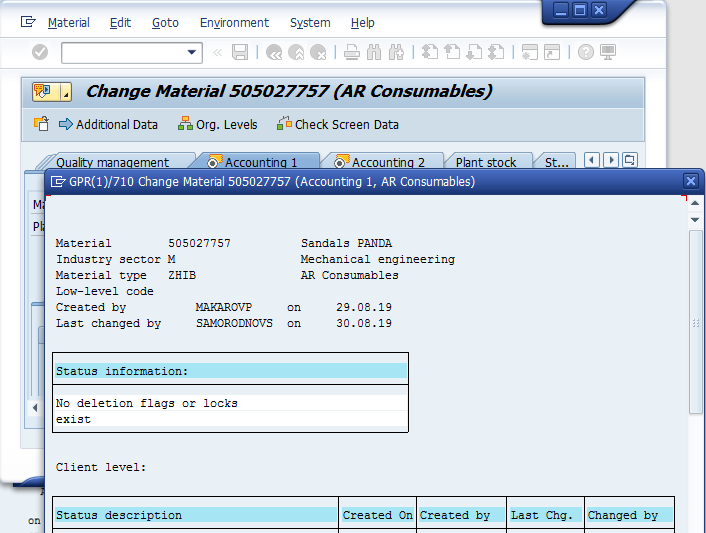 Material Edit Goto Environment System Help
Change Material 505027757 (AR Consumables)
Additional Data Org. Levels Check Screen Data
Quality management Accounting 1 Accounting 2 Plant stock St...
GPR(1)/710 Change Material 505027757 (Accounting 1, AR Consumables)
Material 505027757 Sandals PANDA
Industry sector M Mechanical engineering
Material type ZHIB AR Consumables
Low-level code
Created by MAKAROVP on 29.08.19
Last changed by SAMORODNOVS on 30.08.19
Status information:
No deletion flags or locks
exist
Client level:
on
Status description Created On Created by Last Chg. Changed by